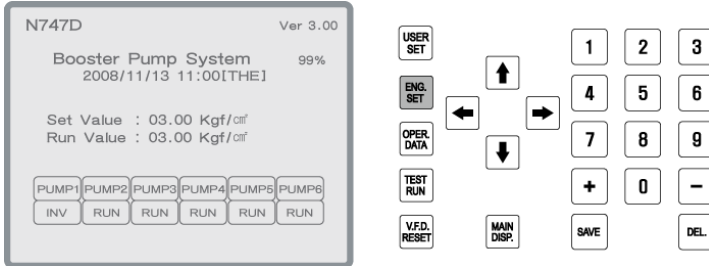 N747D Ver 3.00
Booster Pump System 99%
2008/11/13 11:00[THE]
Set Value : 03.00 Kgf/㎠
Run Value : 03.00 Kgf/㎠
PUMP1 PUMP2 PUMP3 PUMP4 PUMP5 PUMP6
INV RUN RUN RUN RUN RUN
USER
SET
ENG.
SET
OPER.
DATA
TEST
RUN
V.F.D.
RESET
MAIN
DISP.
1 2 3
4 5 6
7 8 9
+ 0 −
SAVE DEL.